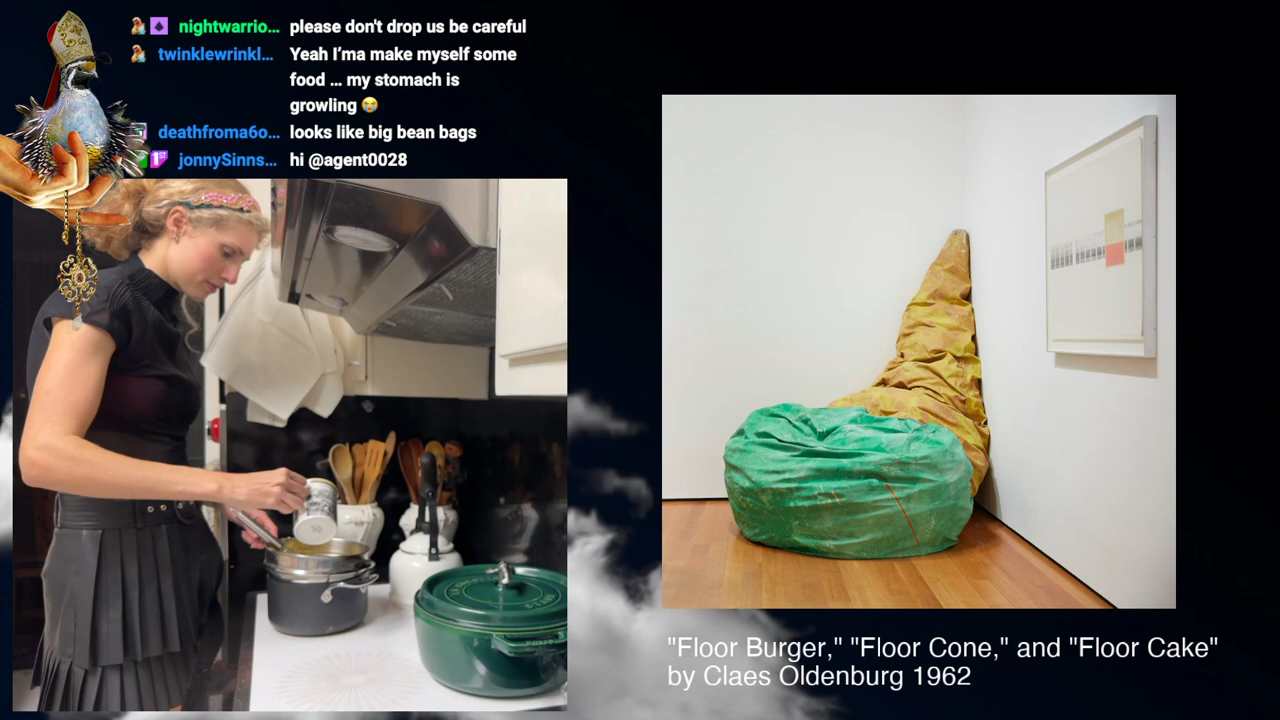 nightwarrio... please don't drop us be careful
twinklewrinkl... Yeah I'ma make myself some
food ... my stomach is
growling 😭
deathfroma6o... looks like big bean bags
jonnySinns... hi @agent0028
"Floor Burger," "Floor Cone," and "Floor Cake"
by Claes Oldenburg 1962